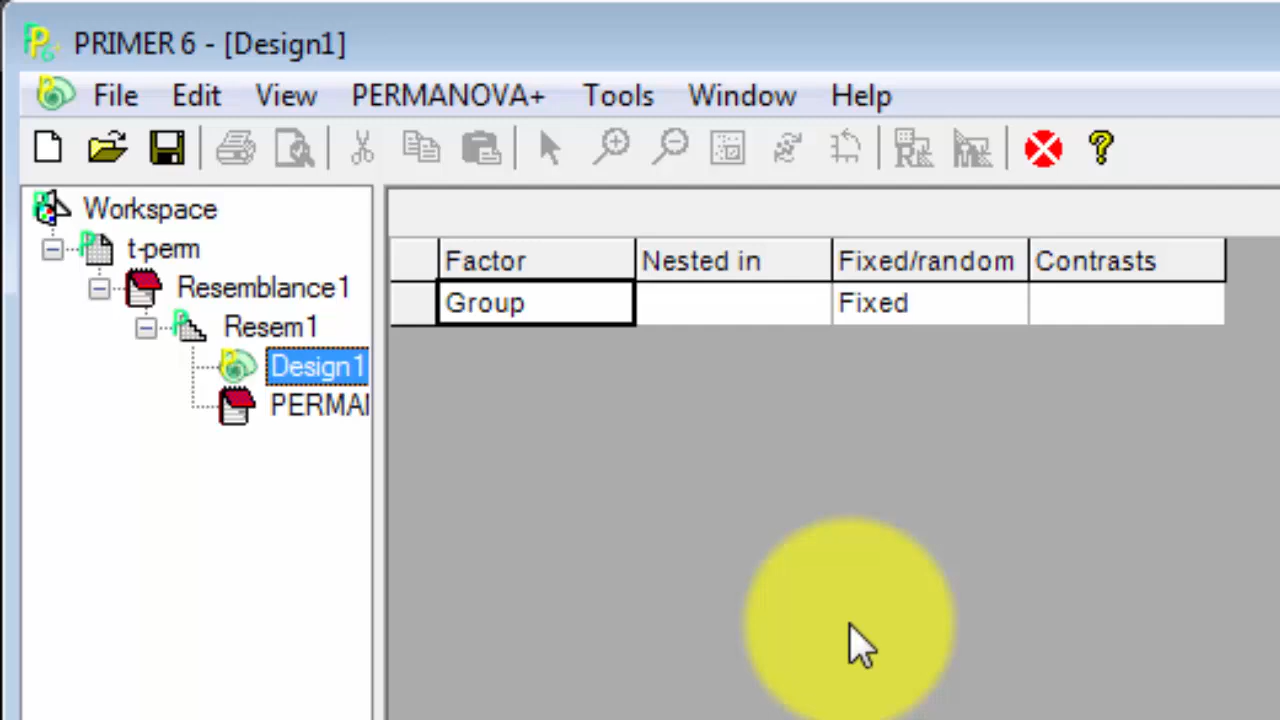 PRIMER 6 - [Design1]
File Edit View PERMANOVA+ Tools Window Help
Workspace
t-perm
Resemblance1
Resem1
Design1
PERMAN
Factor Nested in Fixed/random Contrasts
Group Fixed